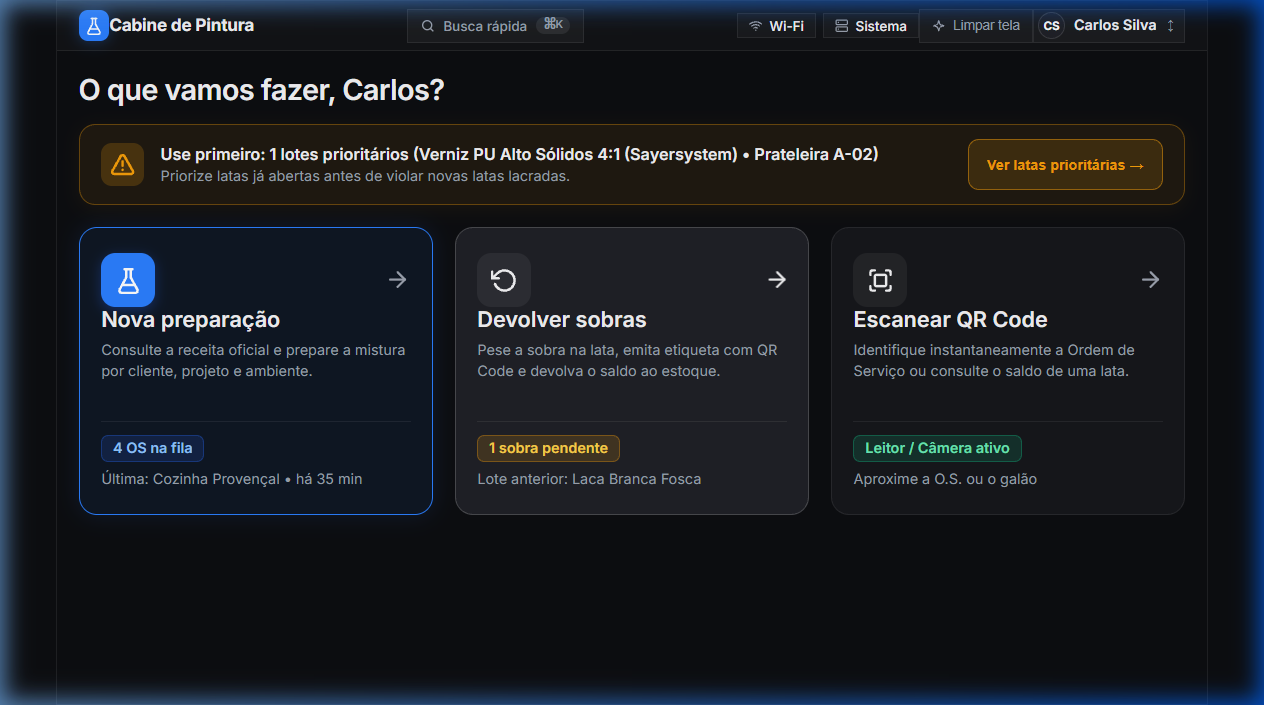 Cabine de Pintura
Busca rápida ⌘K
Wi-Fi
Sistema
Limpar tela
CS Carlos Silva
O que vamos fazer, Carlos?
Use primeiro: 1 lotes prioritários (Verniz PU Alto Sólidos 4:1 (Sayersystem) • Prateleira A-02)
Priorize latas já abertas antes de violar novas latas lacradas.
Ver latas prioritárias →
Nova preparação
Consulte a receita oficial e prepare a mistura
por cliente, projeto e ambiente.
4 OS na fila
Última: Cozinha Provençal • há 35 min
Devolver sobras
Pese a sobra na lata, emita etiqueta com QR
Code e devolva o saldo ao estoque.
1 sobra pendente
Lote anterior: Laca Branca Fosca
Escanear QR Code
Identifique instantaneamente a Ordem de
Serviço ou consulte o saldo de uma lata.
Leitor / Câmera ativo
Aproxime a O.S. ou o galão